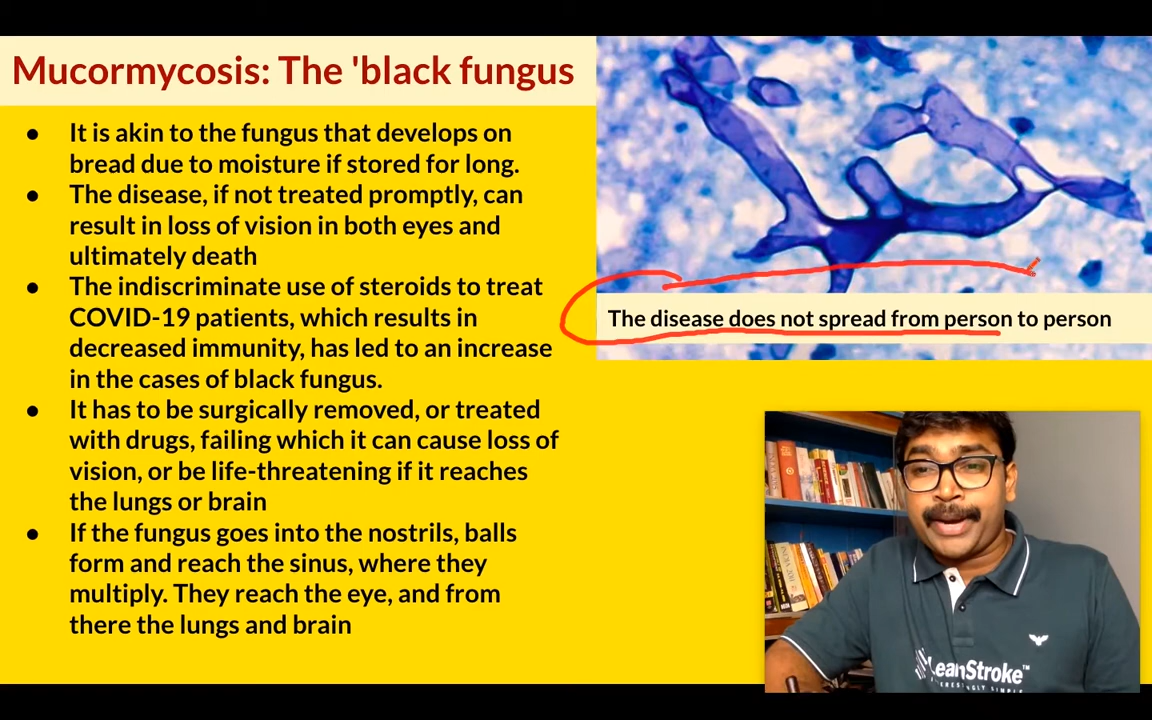 Mucormycosis: The 'black fungus
● It is akin to the fungus that develops on
bread due to moisture if stored for long.
● The disease, if not treated promptly, can
result in loss of vision in both eyes and
ultimately death
● The indiscriminate use of steroids to treat
COVID-19 patients, which results in
decreased immunity, has led to an increase
in the cases of black fungus.
● It has to be surgically removed, or treated
with drugs, failing which it can cause loss of
vision, or be life-threatening if it reaches
the lungs or brain
● If the fungus goes into the nostrils, balls
form and reach the sinus, where they
multiply. They reach the eye, and from
there the lungs and brain
The disease does not spread from person to person
LeanStroke™